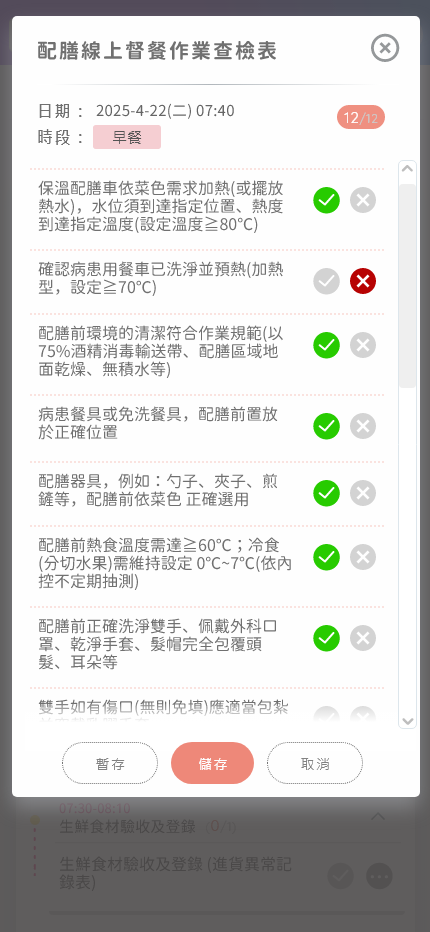 配膳線上督餐作業查檢表
日期： 2025-4-22(二) 07:40
時段： 早餐
12/12
保溫配膳車依菜色需求加熱(或擺放
熱水)，水位須到達指定位置、熱度
到達指定溫度(設定溫度≧80℃)
確認病患用餐車已洗淨並預熱(加熱
型，設定≧70℃)
配膳前環境的清潔符合作業規範(以
75%酒精消毒輸送帶、配膳區域地
面乾燥、無積水等)
病患餐具或免洗餐具，配膳前置放
於正確位置
配膳器具，例如：勺子、夾子、煎
鏟等，配膳前依菜色 正確選用
配膳前熱食溫度需達≧60℃；冷食
(分切水果)需維持設定 0℃~7℃(依內
控不定期抽測)
配膳前正確洗淨雙手、佩戴外科口
罩、乾淨手套、髮帽完全包覆頭
髮、耳朵等
雙手如有傷口(無則免填)應適當包紮
暫存
儲存
取消
07:30-08:10
生鮮食材驗收及登錄 (0/1)
生鮮食材驗收及登錄 (進貨異常記
錄表)